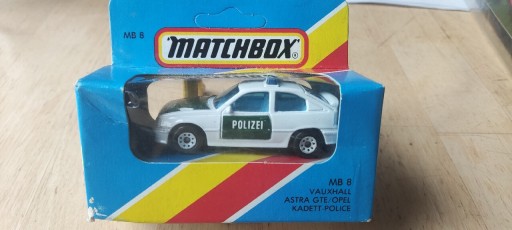 MB 8
MATCHBOX
POLIZEI
MB 8
VAUXHALL
ASTRA GTE/OPEL
KADETT POLICE